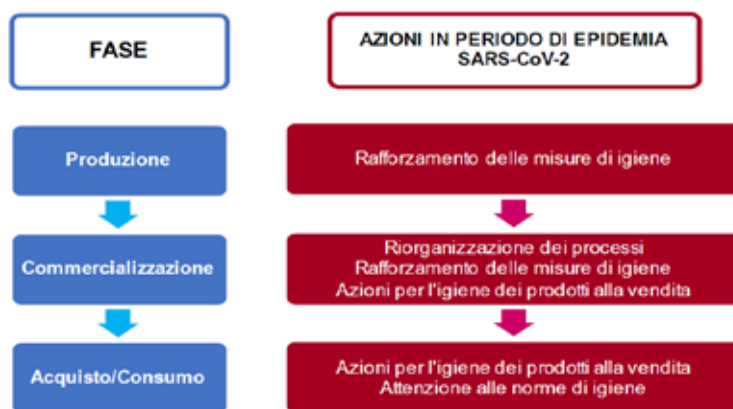 FASE
AZIONI IN PERIODO DI EPIDEMIA
SARS-CoV-2
Produzione
Rafforzamento delle misure di igiene
Commercializzazione
Riorganizzazione dei processi
Rafforzamento delle misure di igiene
Azioni per l'igiene dei prodotti alla vendita
Acquisto/Consumo
Azioni per l'igiene dei prodotti alla vendita
Attenzione alle norme di igiene